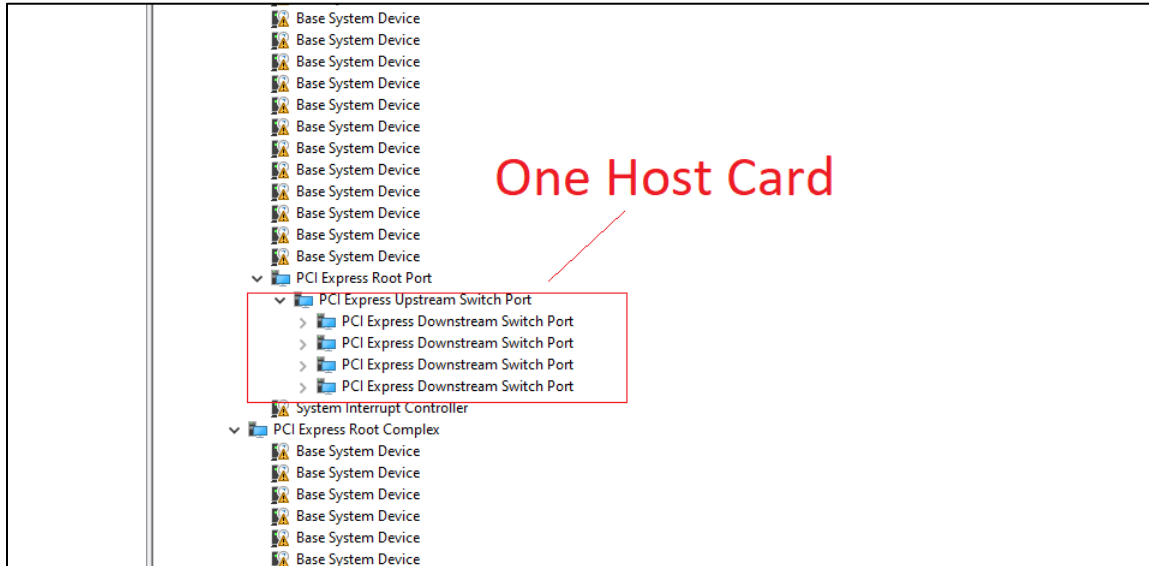 Base System Device
Base System Device
Base System Device
Base System Device
Base System Device
Base System Device
Base System Device
Base System Device
Base System Device
Base System Device
Base System Device
Base System Device
One Host Card
PCI Express Root Port
PCI Express Upstream Switch Port
PCI Express Downstream Switch Port
PCI Express Downstream Switch Port
PCI Express Downstream Switch Port
PCI Express Downstream Switch Port
System Interrupt Controller
PCI Express Root Complex
Base System Device
Base System Device
Base System Device
Base System Device
Base System Device
Base System Device